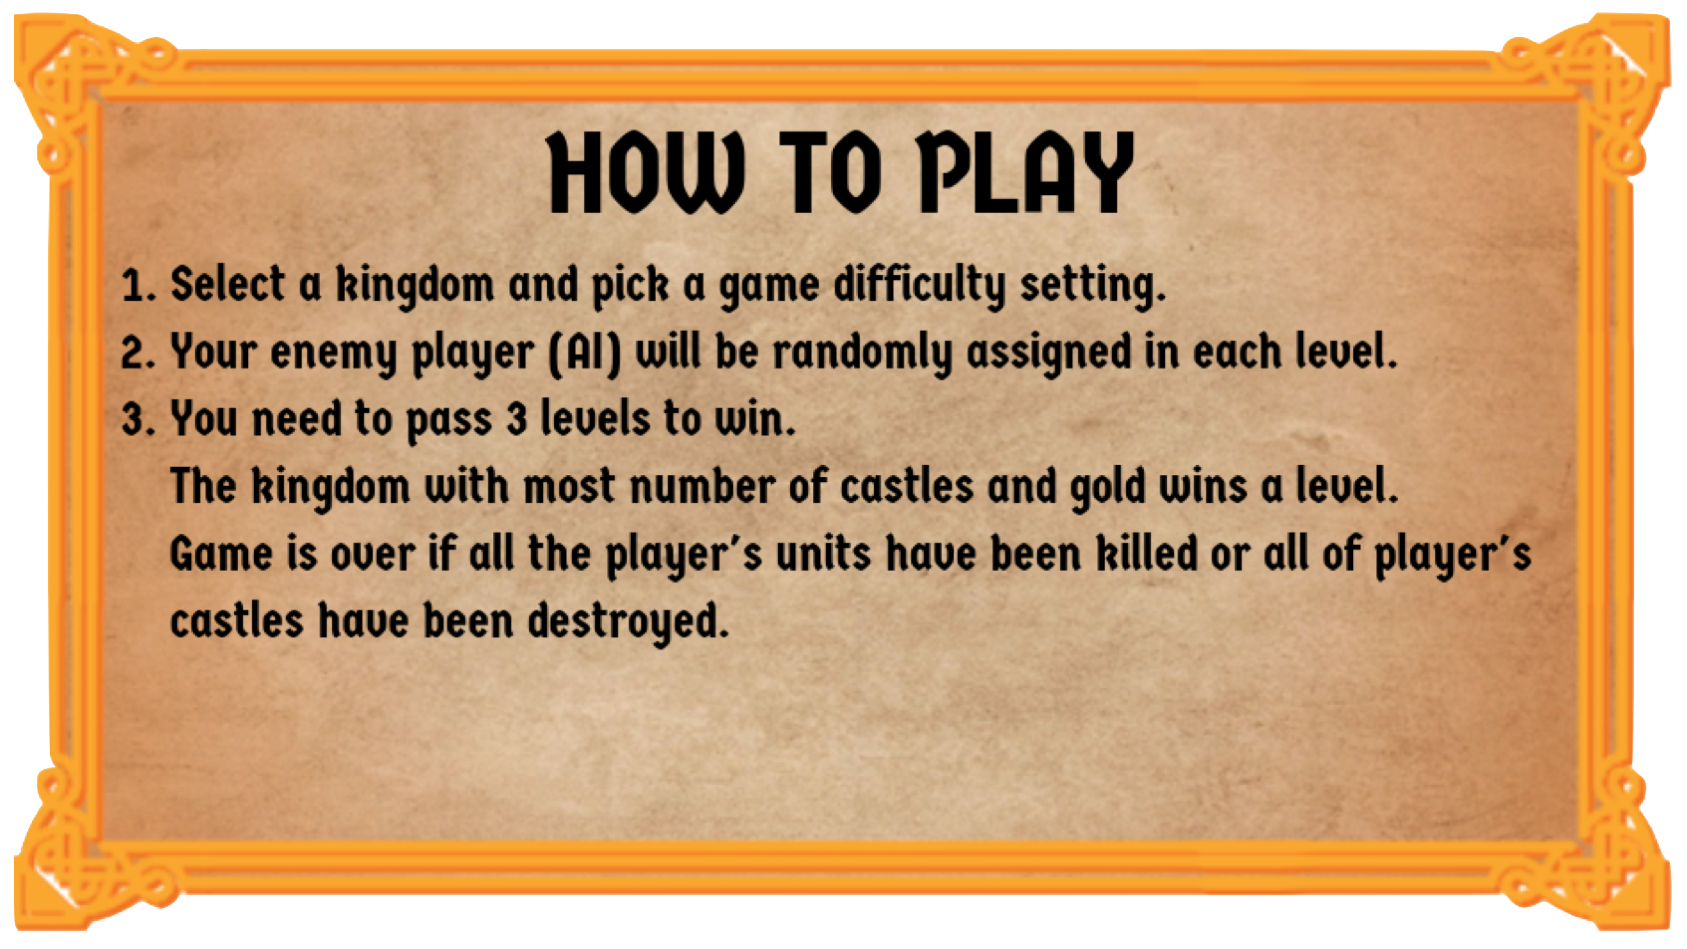 HOW TO PLAY
1. Select a kingdom and pick a game difficulty setting.
2. Your enemy player (AI) will be randomly assigned in each level.
3. You need to pass 3 levels to win.
The kingdom with most number of castles and gold wins a level.
Game is over if all the player's units have been killed or all of player's
castles have been destroyed.